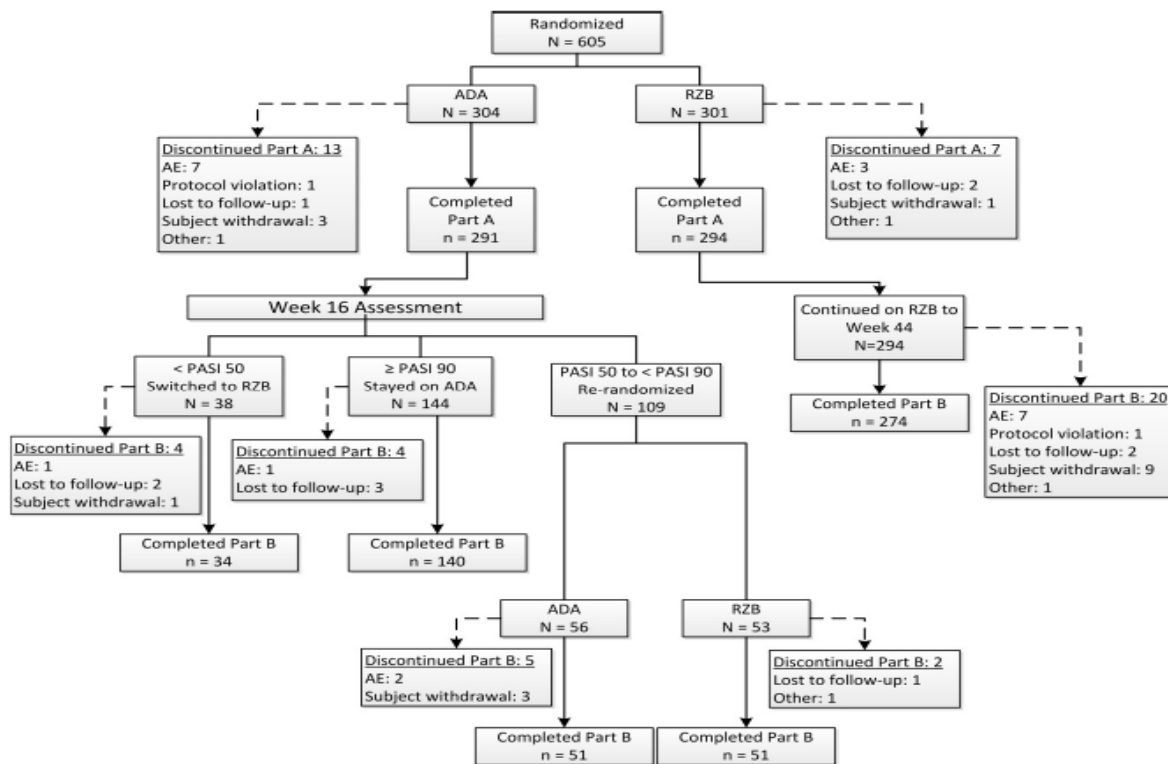 Randomized
N = 605
ADA
N = 304
RZB
N = 301
Discontinued Part A: 13
AE: 7
Protocol violation: 1
Lost to follow-up: 1
Subject withdrawal: 3
Other: 1
Completed
Part A
n = 291
Completed
Part A
n = 294
Discontinued Part A: 7
AE: 3
Lost to follow-up: 2
Subject withdrawal: 1
Other: 1
Week 16 Assessment
Continued on RZB to
Week 44
N=294
< PASI 50
Switched to RZB
N = 38
≥ PASI 90
Stayed on ADA
N = 144
PASI 50 to < PASI 90
Re-randomized
N = 109
Completed Part B
n = 274
Discontinued Part B: 20
AE: 7
Protocol violation: 1
Lost to follow-up: 2
Subject withdrawal: 9
Other: 1
Discontinued Part B: 4
AE: 1
Lost to follow-up: 2
Subject withdrawal: 1
Discontinued Part B: 4
AE: 1
Lost to follow-up: 3
Completed Part B
n = 34
Completed Part B
n = 140
ADA
N = 56
RZB
N = 53
Discontinued Part B: 5
AE: 2
Subject withdrawal: 3
Discontinued Part B: 2
Lost to follow-up: 1
Other: 1
Completed Part B
n = 51
Completed Part B
n = 51